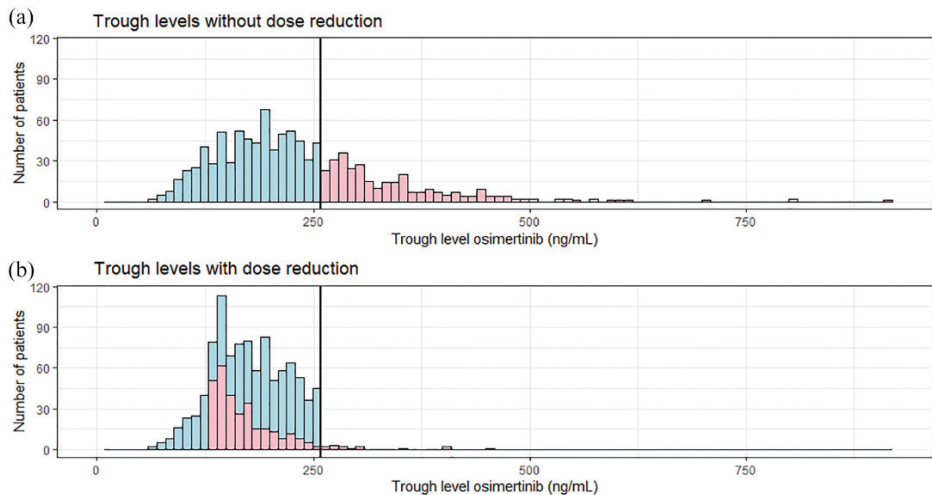 (a)
Trough levels without dose reduction
Number of patients
120
90
60
30
0
0 250 500 750
Trough level osimertinib (ng/mL)
(b)
Trough levels with dose reduction
Number of patients
120
90
60
30
0
0 250 500 750
Trough level osimertinib (ng/mL)